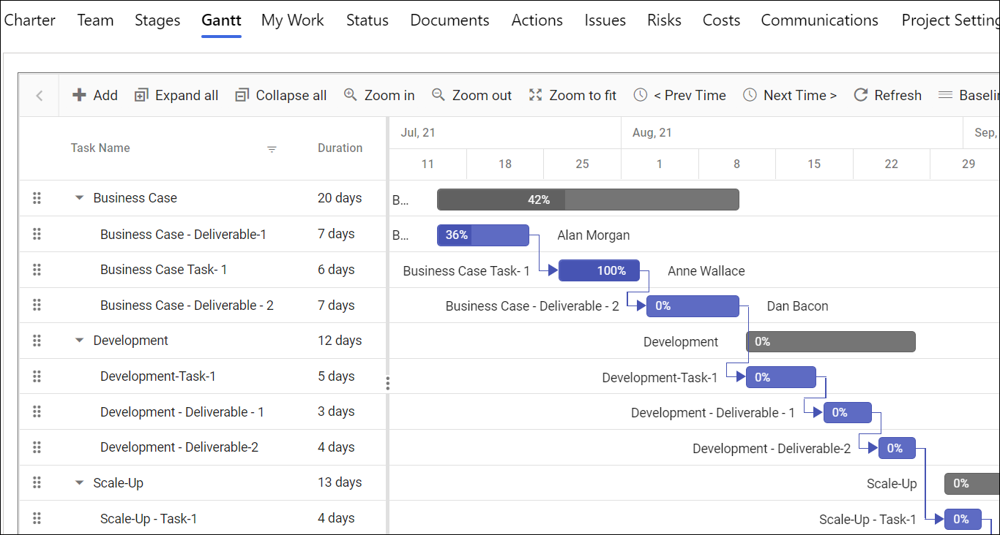 Charter Team Stages Gantt My Work Status Documents Actions Issues Risks Costs Communications Project Setting
Add Expand all Collapse all Zoom in Zoom out Zoom to fit < Prev Time Next Time > Refresh Baselin
Jul, 21 Aug, 21 Sep,
Task Name Duration
11 18 25 1 8 15 22 29
Business Case 20 days B... 42%
Business Case - Deliverable-1 7 days B... 36% Alan Morgan
Business Case Task- 1 6 days Business Case Task- 1 100% Anne Wallace
Business Case - Deliverable - 2 7 days Business Case - Deliverable - 2 0% Dan Bacon
Development 12 days Development 0%
Development-Task-1 5 days Development-Task-1 0%
Development - Deliverable - 1 3 days Development - Deliverable - 1 0%
Development - Deliverable-2 4 days Development - Deliverable-2 0%
Scale-Up 13 days Scale-Up 0%
Scale-Up - Task-1 4 days Scale-Up - Task-1 0%